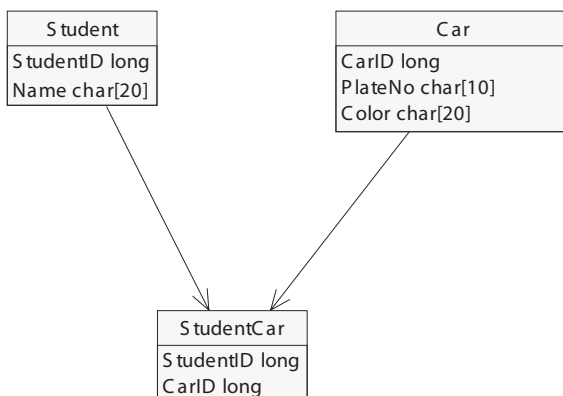 Student
StudentID long
Name char[20]
Car
CarID long
PlateNo char[10]
Color char[20]
StudentCar
StudentID long
CarID long